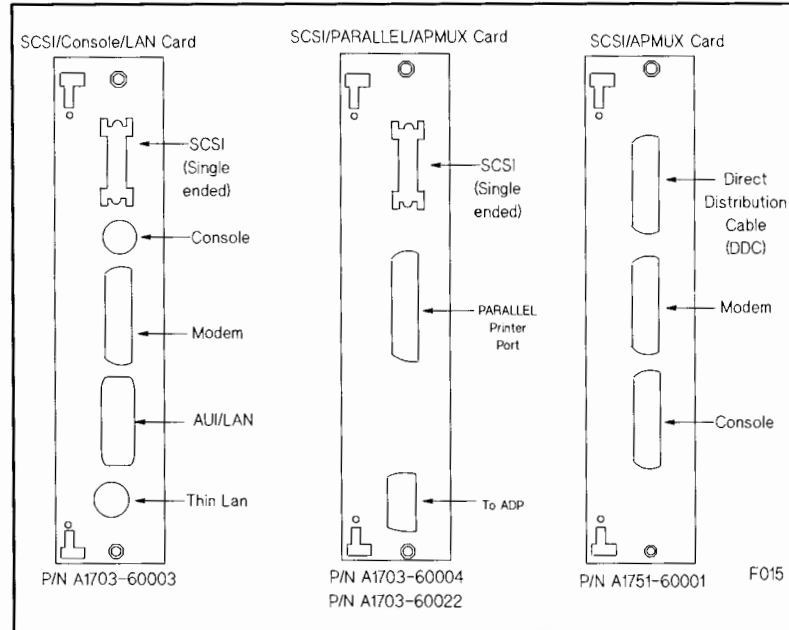 SCSI/Console/LAN Card
SCSI
(Single
ended)
Console
Modem
AUI/LAN
Thin Lan
P/N A1703-60003
SCSI/PARALLEL/APMUX Card
SCSI
(Single
ended)
PARALLEL
Printer
Port
To ADP
P/N A1703-60004
P/N A1703-60022
SCSI/APMUX Card
Direct
Distribution
Cable
(DDC)
Modem
Console
P/N A1751-60001
F015